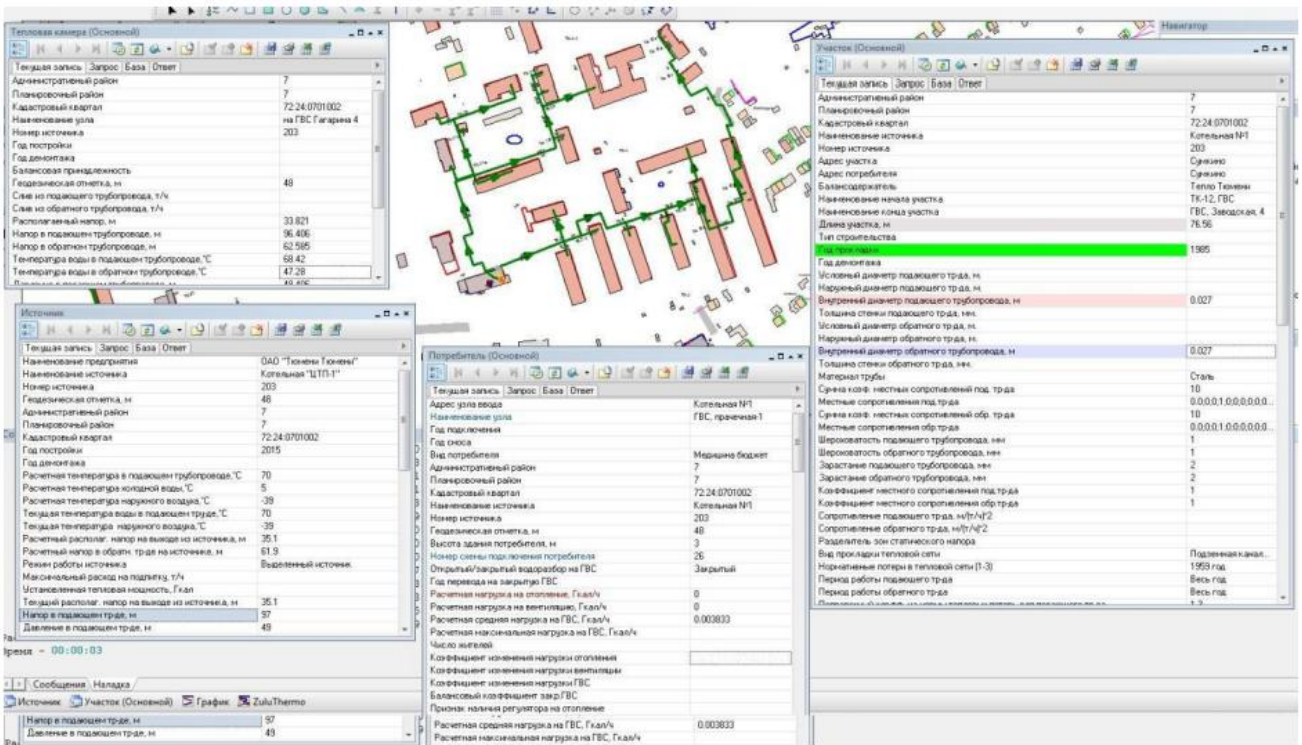 Навигатор
Тепловая камера (Основной)
Текущая запись Запрос База Ответ
Административный район 7
Планировочный район 7
Кадастровый квартал 72:24:0701002
Наименование узла на ГВС Гагарина 4
Номер источника 203
Год постройки
Год демонтажа
Балансовая принадлежность
Геодезическая отметка, м 48
Слив из подающего трубопровода, т/ч
Слив из обратного трубопровода, т/ч
Располагаемый напор, м 33.821
Напор в подающем трубопроводе, м 96.406
Напор в обратном трубопроводе, м 62.585
Температура воды в подающем трубопроводе,°С 68.42
Температура воды в обратном трубопроводе,°С 47.28
Источник
Текущая запись Запрос База Ответ
Наименование предприятия ОАО "Тюмени Тюмени"
Наименование источника Котельная "ЦТП-1"
Номер источника 203
Геодезическая отметка, м 48
Административный район 7
Планировочный район 7
Кадастровый квартал 72:24:0701002
Год постройки 2015
Год демонтажа
Расчетная температура в подающем трубопроводе,°С 70
Расчетная температура холодной воды,°С 5
Расчетная температура наружного воздуха,°С -39
Текущая температура воды в подающем тру-де,°С 70
Текущая температура наружного воздуха,°С -39
Расчетный располаг. напор на выходе из источника, м 35.1
Расчетный напор в обратн. тр-де на источнике, м 61.9
Режим работы источника Выделенный источник.
Максимальный расход на подпитку, т/ч
Установленная тепловая мощность, Гкал
Текущий располаг. напор на выходе из источника, м 35.1
Напор в подающем тр-де, м 97
Давление в подающем тр-де, м 49
Время - 00:00:03
Сообщения Наладка
Источник Участок (Основной) График ZuluThermo
Напор в подающем тр-де, м 97
Давление в подающем тр-де, м 49
Потребитель (Основной)
Текущая запись Запрос База Ответ
Адрес узла ввода Котельная №1
Наименование узла ГВС, прачечная-1
Год подключения
Год сноса
Вид потребителя Медицина бюджет
Административный район 7
Планировочный район 7
Кадастровый квартал 72:24:0701002
Наименование источника Котельная №1
Номер источника 203
Геодезическая отметка, м 48
Высота здания потребителя, м 3
Номер схемы подключения потребителя 26
Открытый/закрытый водоразбор на ГВС Закрытый
Год перевода на закрытую ГВС
Расчетная нагрузка на отопление, Гкал/ч 0
Расчетная нагрузка на вентиляцию, Гкал/ч 0
Расчетная средняя нагрузка на ГВС, Гкал/ч 0.003833
Расчетная максимальная нагрузка на ГВС, Гкал/ч
Число жителей
Коэффициент изменения нагрузки отопления
Коэффициент изменения нагрузки вентиляции
Коэффициент изменения нагрузки ГВС
Балансовый коэффициент закр.ГВС
Признак наличия регулятора на отопление
Расчетная средняя нагрузка на ГВС, Гкал/ч 0.003833
Расчетная максимальная нагрузка на ГВС, Гкал/ч
Участок (Основной)
Текущая запись Запрос База Ответ
Административный район 7
Планировочный район 7
Кадастровый квартал 72:24:0701002
Наименование источника Котельная №1
Номер источника 203
Адрес участка Сумкино
Адрес потребителя Сумкино
Балансодержатель Тепло Тюмени
Наименование начала участка ТК-12, ГВС
Наименование конца участка ГВС, Заводская, 4
Длина участка, м 76.56
Тип строительства
Год прокладки 1985
Год демонтажа
Условный диаметр подающего тр-да, м.
Наружный диаметр подающего тр-да, м.
Внутренний диаметр подающего трубопровода, м 0.027
Толщина стенки подающего тр-да, мм.
Условный диаметр обратного тр-да, м.
Наружный диаметр обратного тр-да, м.
Внутренний диаметр обратного трубопровода, м 0.027
Толщина стенки обратного тр-да, мм.
Материал трубы Сталь
Сумма коэф. местных сопротивлений под. тр-да 10
Местные сопротивления под.тр-да 0;0;0;0;1;0;0;0;0;0;0...
Сумма коэф. местных сопротивлений обр. тр-да 10
Местные сопротивления обр.тр-да 0;0;0;0;1;0;0;0;0;0;0...
Шероховатость подающего трубопровода, мм 1
Шероховатость обратного трубопровода, мм 1
Зарастание подающего трубопровода, мм 2
Зарастание обратного трубопровода, мм 2
Коэффициент местного сопротивления под.тр-да 1
Коэффициент местного сопротивления обр.тр-да 1
Сопротивление подающего тр-да, м/(т/ч)^2
Сопротивление обратного тр-да, м/(т/ч)^2
Разделитель зон статического напора
Вид прокладки тепловой сети Подземная канал...
Нормативные потери в тепловой сети (1-3) 1959 год
Период работы подающего тр-да Весь год
Период работы обратного тр-да Весь год